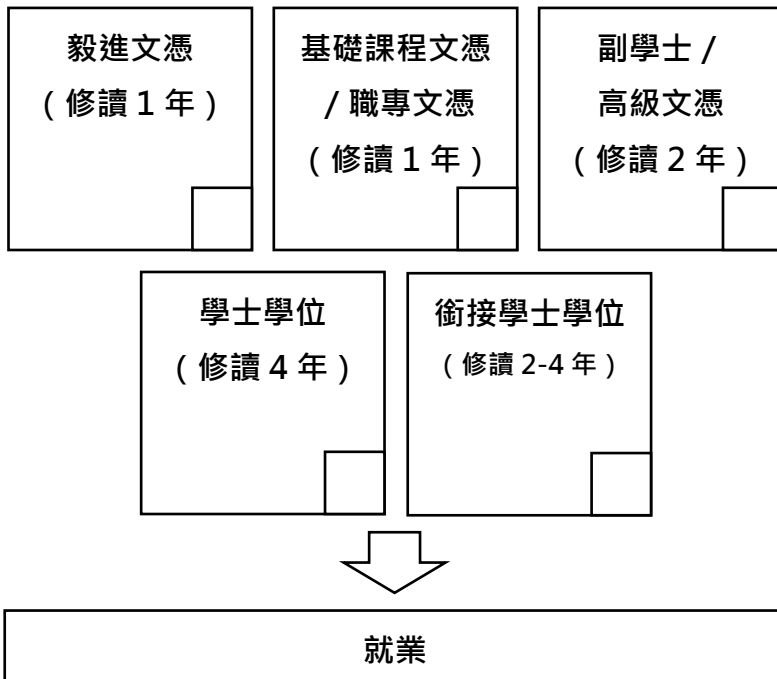 毅進文憑
（修讀 1 年）
基礎課程文憑
/ 職專文憑
（修讀 1 年）
副學士 /
高級文憑
（修讀 2 年）
學士學位
（修讀 4 年）
銜接學士學位
（修讀 2-4 年）
就業